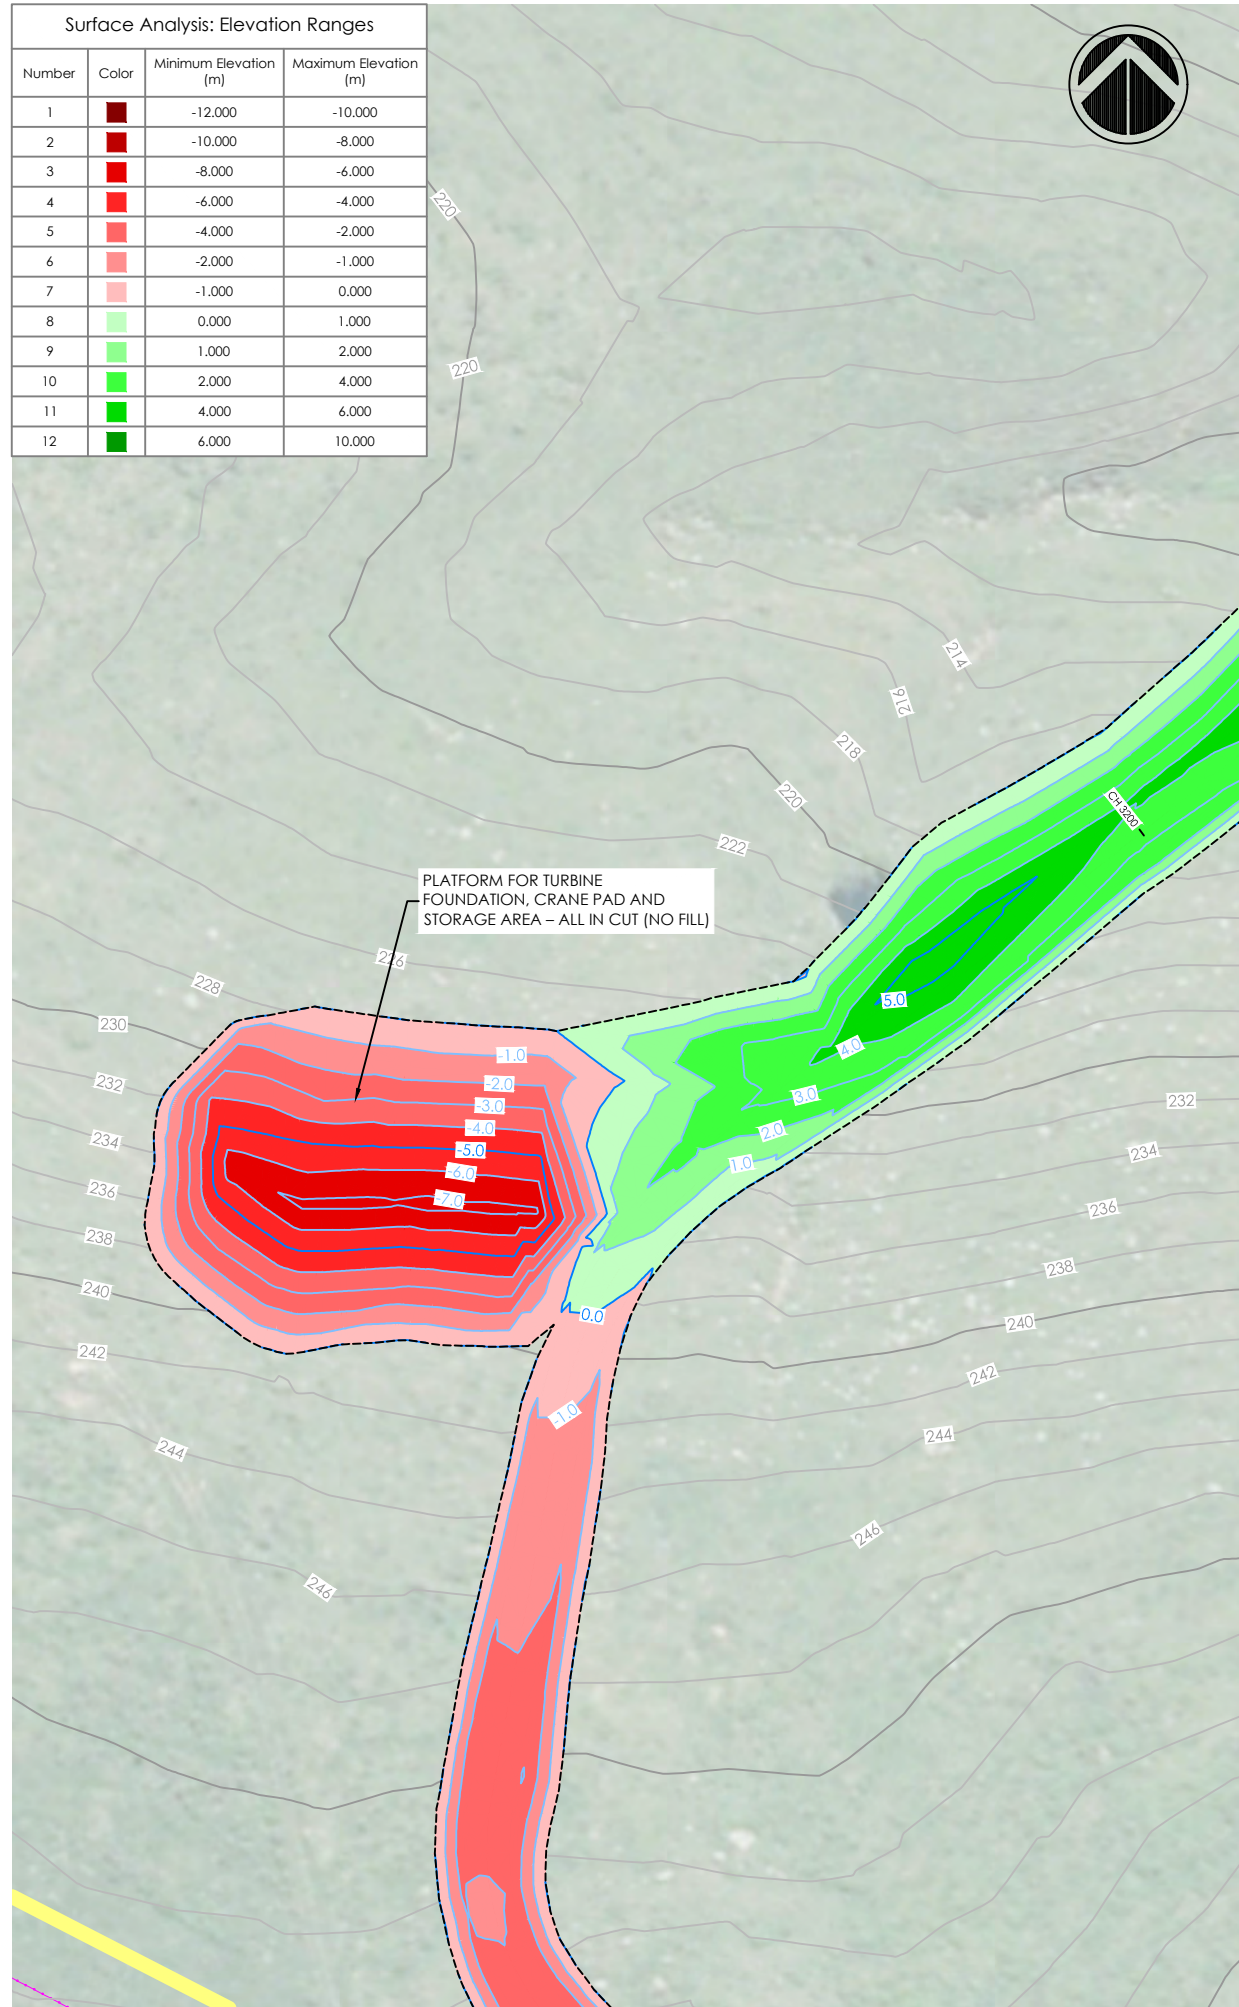 Surface Analysis: Elevation Ranges
Number Color Minimum Elevation (m) Maximum Elevation (m)
1 -12.000 -10.000
2 -10.000 -8.000
3 -8.000 -6.000
4 -6.000 -4.000
5 -4.000 -2.000
6 -2.000 -1.000
7 -1.000 0.000
8 0.000 1.000
9 1.000 2.000
10 2.000 4.000
11 4.000 6.000
12 6.000 10.000
220
220
214
216
218
220
222
CH 3200
PLATFORM FOR TURBINE
FOUNDATION, CRANE PAD AND
STORAGE AREA – ALL IN CUT (NO FILL)
226
228
230
232
234
236
238
240
242
244
246
-1.0
-2.0
-3.0
-4.0
-5.0
-6.0
-7.0
5.0
4.0
3.0
2.0
1.0
0.0
-1.0
232
234
236
238
240
242
244
246